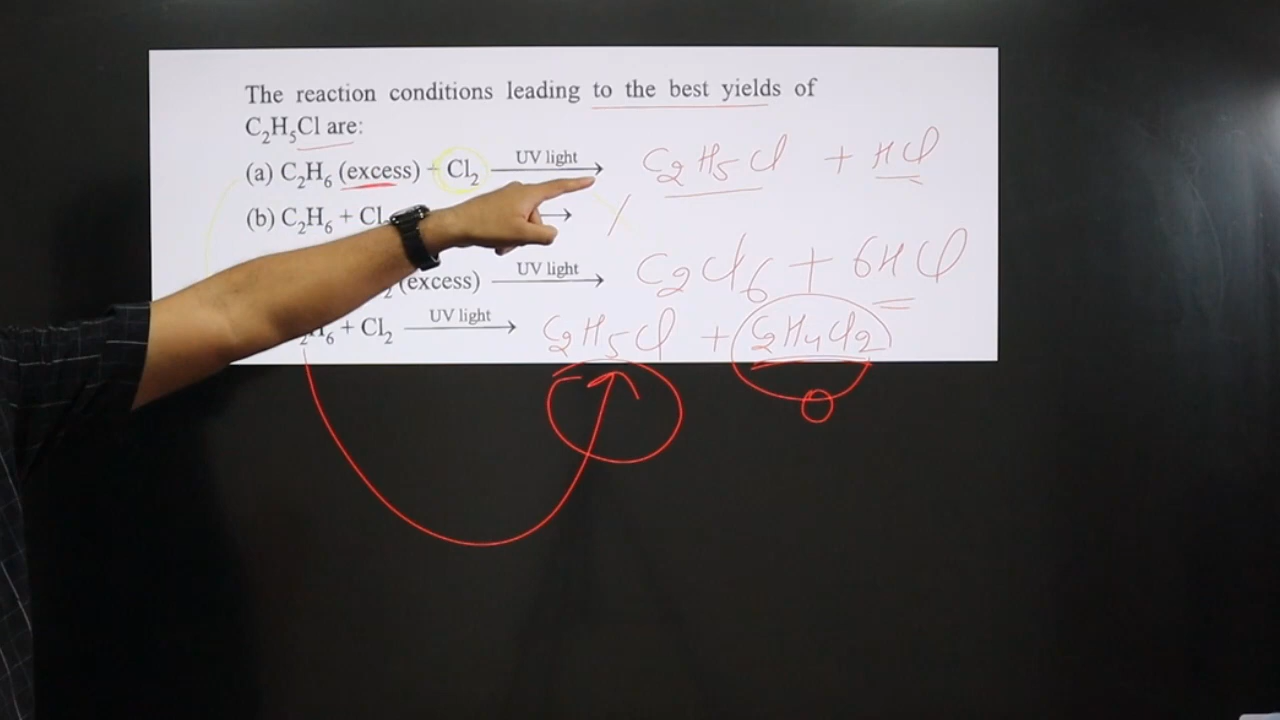 The reaction conditions leading to the best yields of
C₂H₅Cl are:
(a) C₂H₆ (excess) + Cl₂ UV light ⟶ C₂H₅Cl + HCl
(b) C₂H₆ + Cl ⟶
(excess) UV light ⟶ C₂Cl₆ + 6HCl
₂H₆ + Cl₂ UV light ⟶ C₂H₅Cl + C₂H₄Cl₂